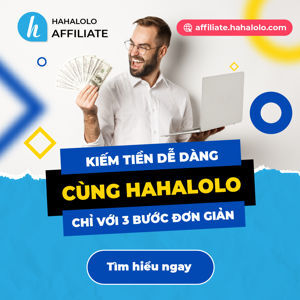 HAHALOLO
AFFILIATE
affiliate.hahalolo.com
KIẾM TIỀN DỄ DÀNG
CÙNG HAHALOLO
CHỈ VỚI 3 BƯỚC ĐƠN GIẢN
Tìm hiểu ngay